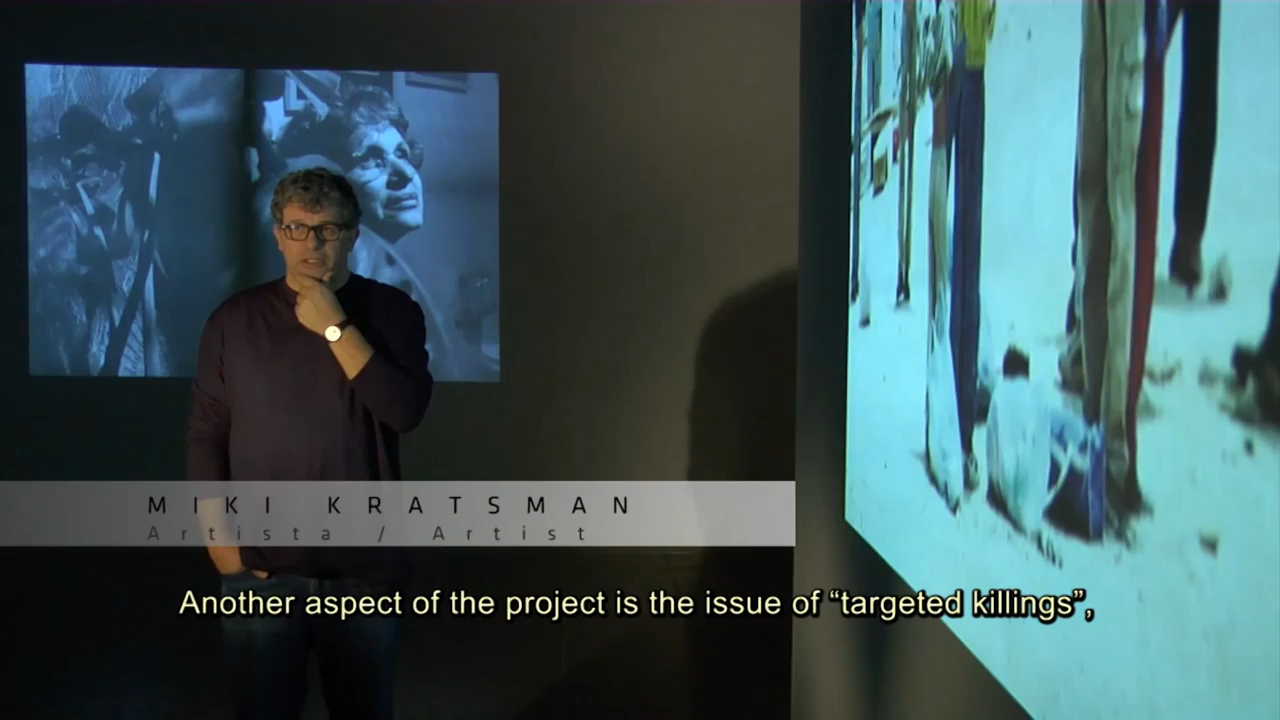 MIKI KRATSMAN
Artista / Artist
Another aspect of the project is the issue of “targeted killings”,